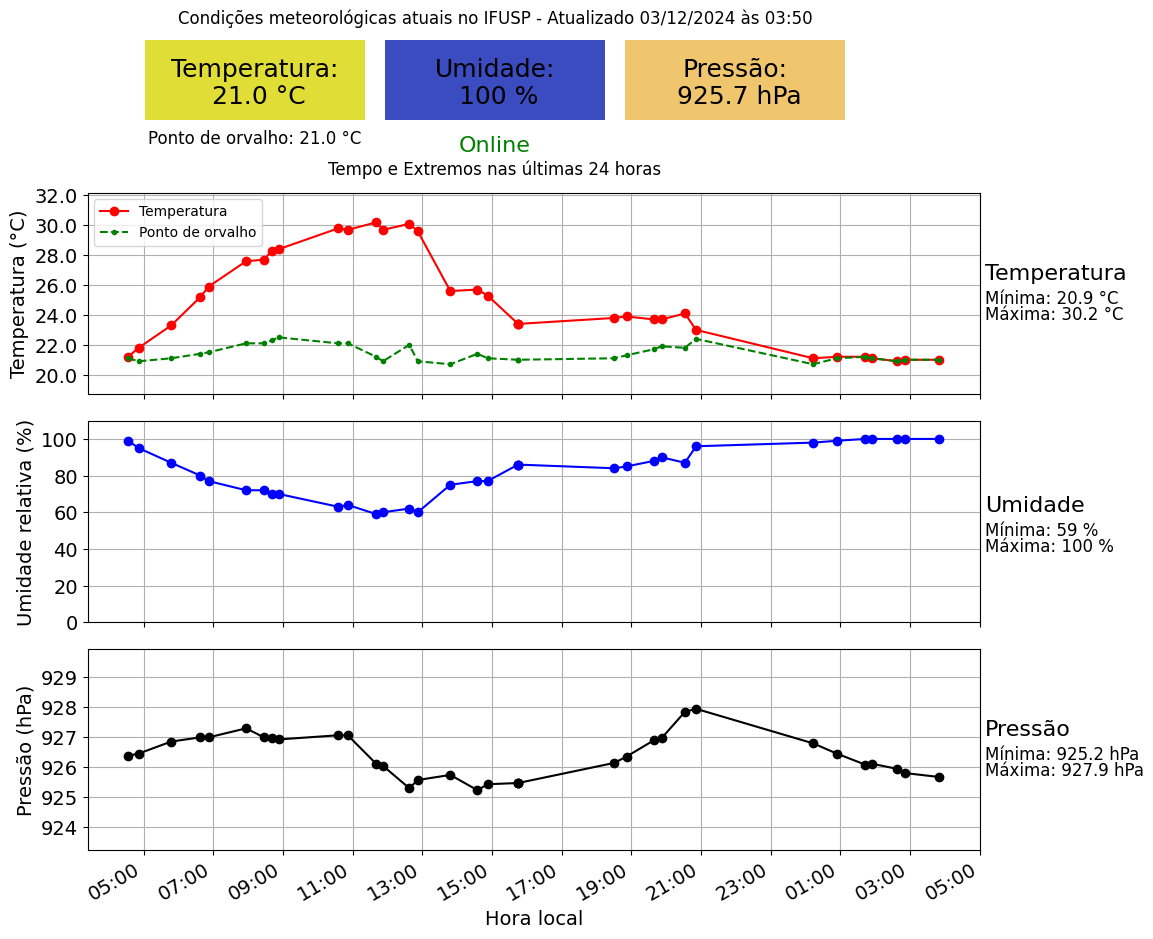 Condições meteorológicas atuais no IFUSP - Atualizado 03/12/2024 às 03:50
Temperatura:
21.0 °C
Umidade:
100 %
Pressão:
925.7 hPa
Ponto de orvalho: 21.0 °C
Online
Tempo e Extremos nas últimas 24 horas
Temperatura (°C)
32.0
30.0
28.0
26.0
24.0
22.0
20.0
Temperatura
Ponto de orvalho
Temperatura
Mínima: 20.9 °C
Máxima: 30.2 °C
Umidade relativa (%)
100
80
60
40
20
0
Umidade
Mínima: 59 %
Máxima: 100 %
Pressão (hPa)
929
928
927
926
925
924
Pressão
Mínima: 925.2 hPa
Máxima: 927.9 hPa
05:00 07:00 09:00 11:00 13:00 15:00 17:00 19:00 21:00 23:00 01:00 03:00 05:00
Hora local